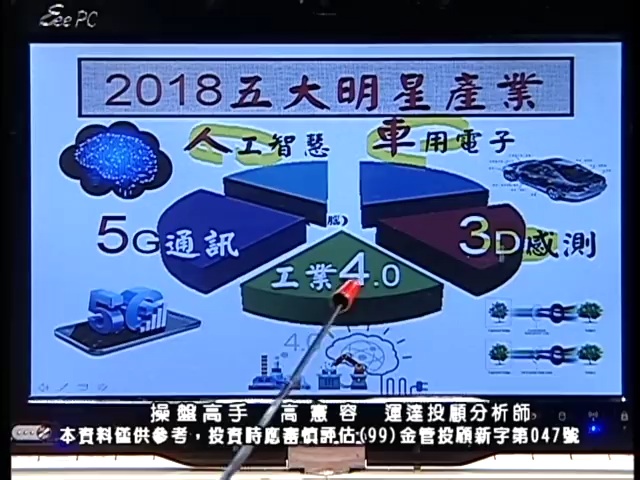 Eee PC
2018五大明星產業
人工智慧
車用電子
腦)
5G通訊
3D感測
工業4.0
5G
4.0
操盤高手 高憲容 運達投顧分析師
本資料僅供參考,投資時應審慎評估(99)金管投顧新字第047號